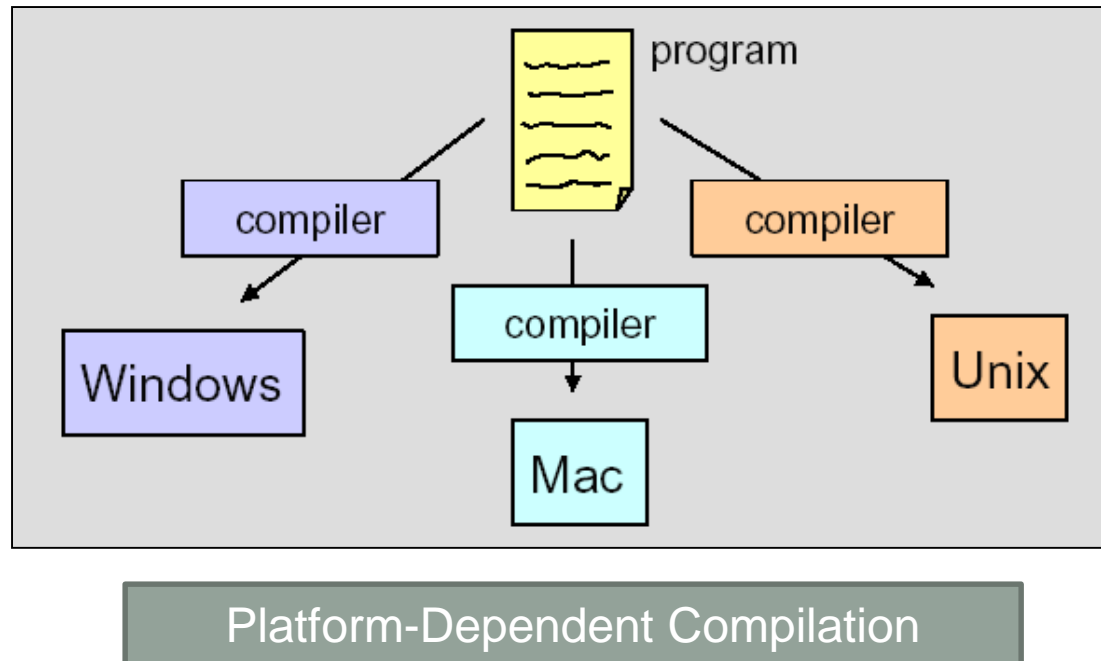 program
compiler
compiler
compiler
Windows
Mac
Unix
Platform-Dependent Compilation